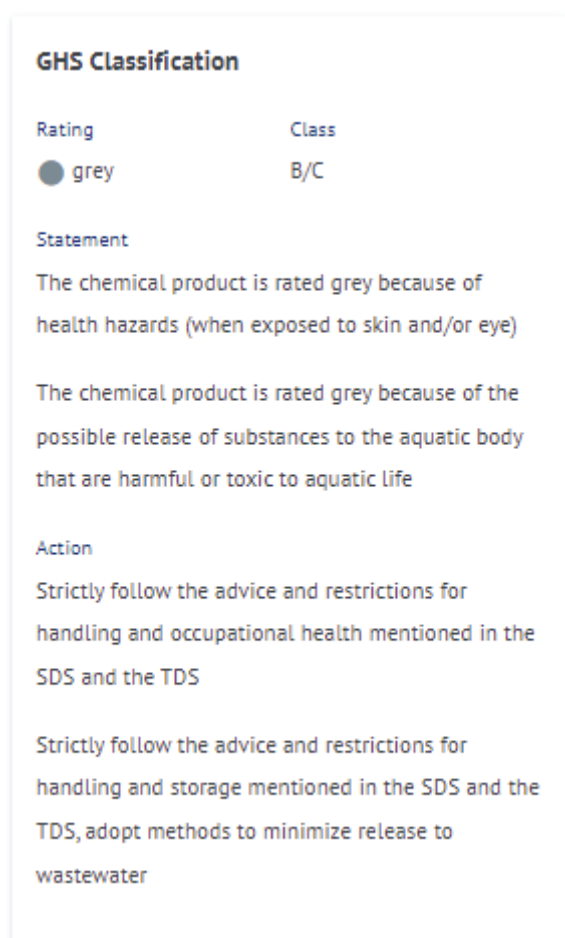 GHS Classification
Rating Class
grey B/C
Statement
The chemical product is rated grey because of
health hazards (when exposed to skin and/or eye)
The chemical product is rated grey because of the
possible release of substances to the aquatic body
that are harmful or toxic to aquatic life
Action
Strictly follow the advice and restrictions for
handling and occupational health mentioned in the
SDS and the TDS
Strictly follow the advice and restrictions for
handling and storage mentioned in the SDS and the
TDS, adopt methods to minimize release to
wastewater